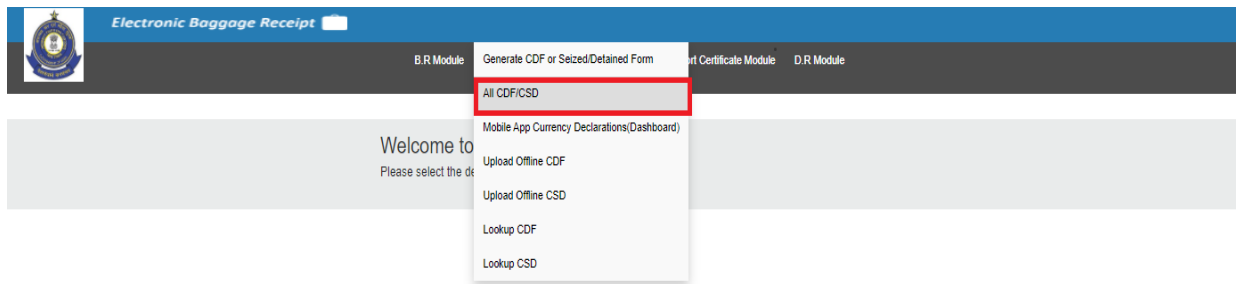 Electronic Baggage Receipt
B.R Module
Generate CDF or Seized/Detained Form
rt Certificate Module
D.R Module
All CDF/CSD
Mobile App Currency Declarations(Dashboard)
Welcome to
Please select the de
Upload Offline CDF
Upload Offline CSD
Lookup CDF
Lookup CSD